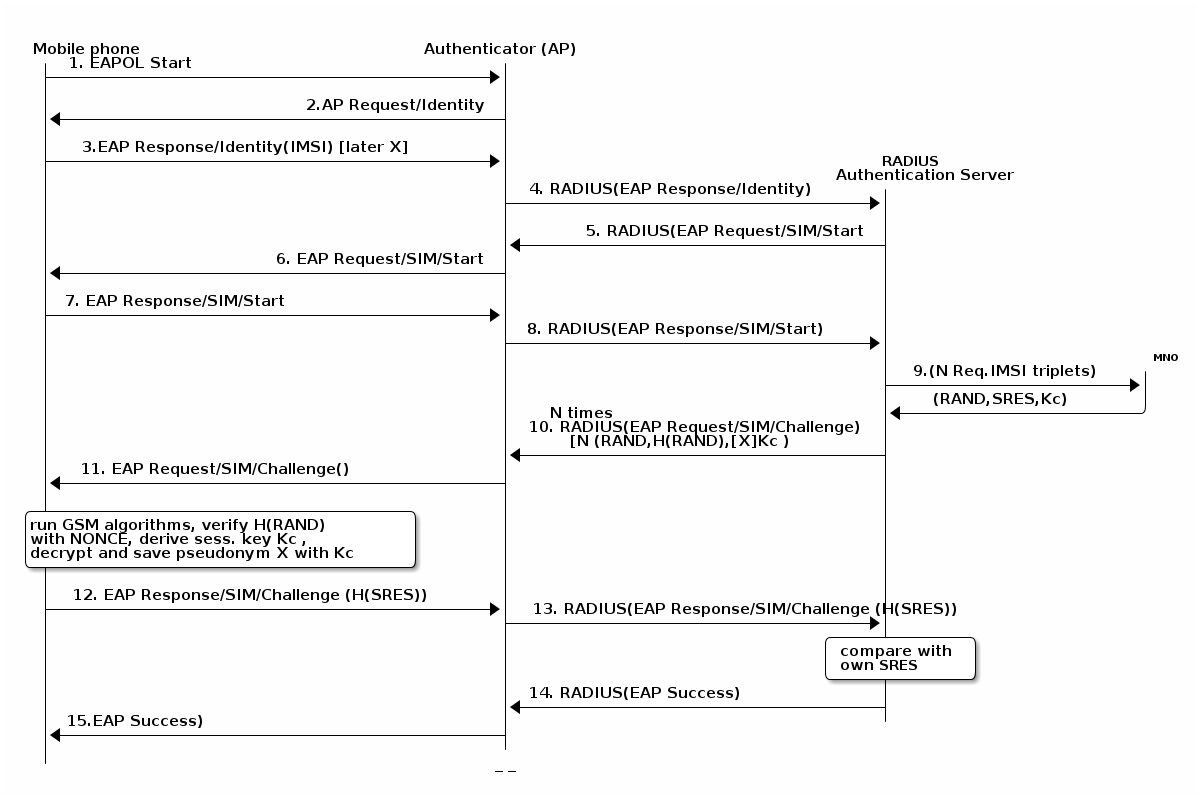 Mobile phone
Authenticator (AP)
1. EAPOL Start
2.AP Request/Identity
3.EAP Response/Identity(IMSI) [later X]
RADIUS
Authentication Server
4. RADIUS(EAP Response/Identity)
5. RADIUS(EAP Request/SIM/Start
6. EAP Request/SIM/Start
7. EAP Response/SIM/Start
8. RADIUS(EAP Response/SIM/Start)
MNO
9.(N Req.IMSI triplets)
(RAND,SRES,Kc)
N times
10. RADIUS(EAP Request/SIM/Challenge)
[N (RAND,H(RAND),[X]Kc )
11. EAP Request/SIM/Challenge()
run GSM algorithms, verify H(RAND)
with NONCE, derive sess. key Kc ,
decrypt and save pseudonym X with Kc
12. EAP Response/SIM/Challenge (H(SRES))
13. RADIUS(EAP Response/SIM/Challenge (H(SRES))
compare with
own SRES
14. RADIUS(EAP Success)
15.EAP Success)
_ _